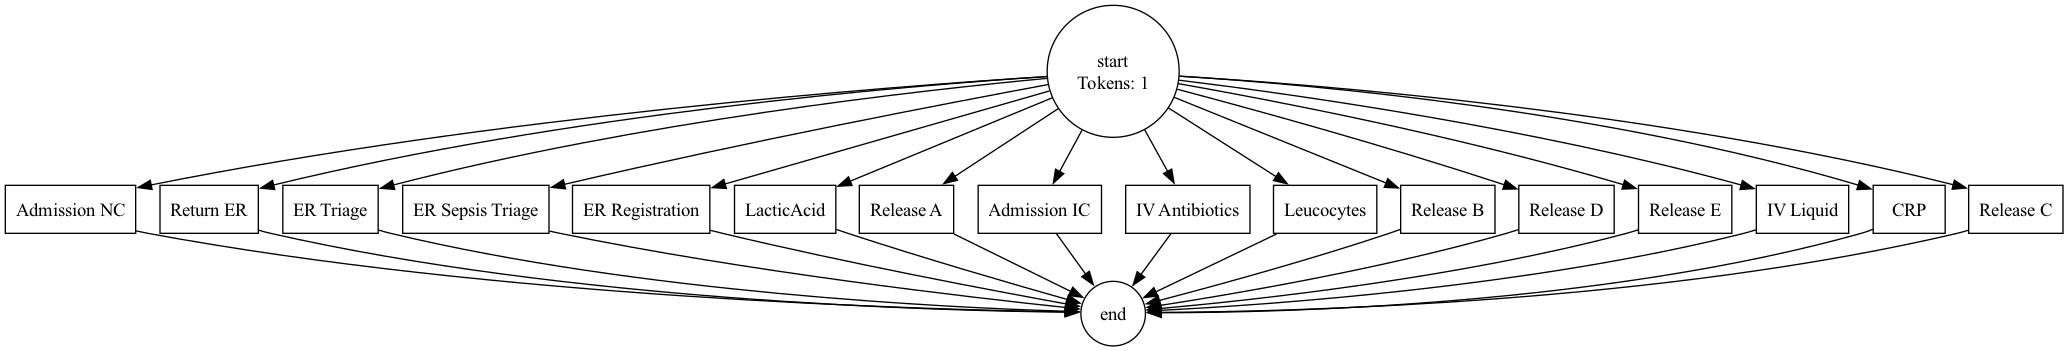 start
Tokens: 1
Admission NC
Return ER
ER Triage
ER Sepsis Triage
ER Registration
LacticAcid
Release A
Admission IC
IV Antibiotics
Leucocytes
Release B
Release D
Release E
IV Liquid
CRP
Release C
end